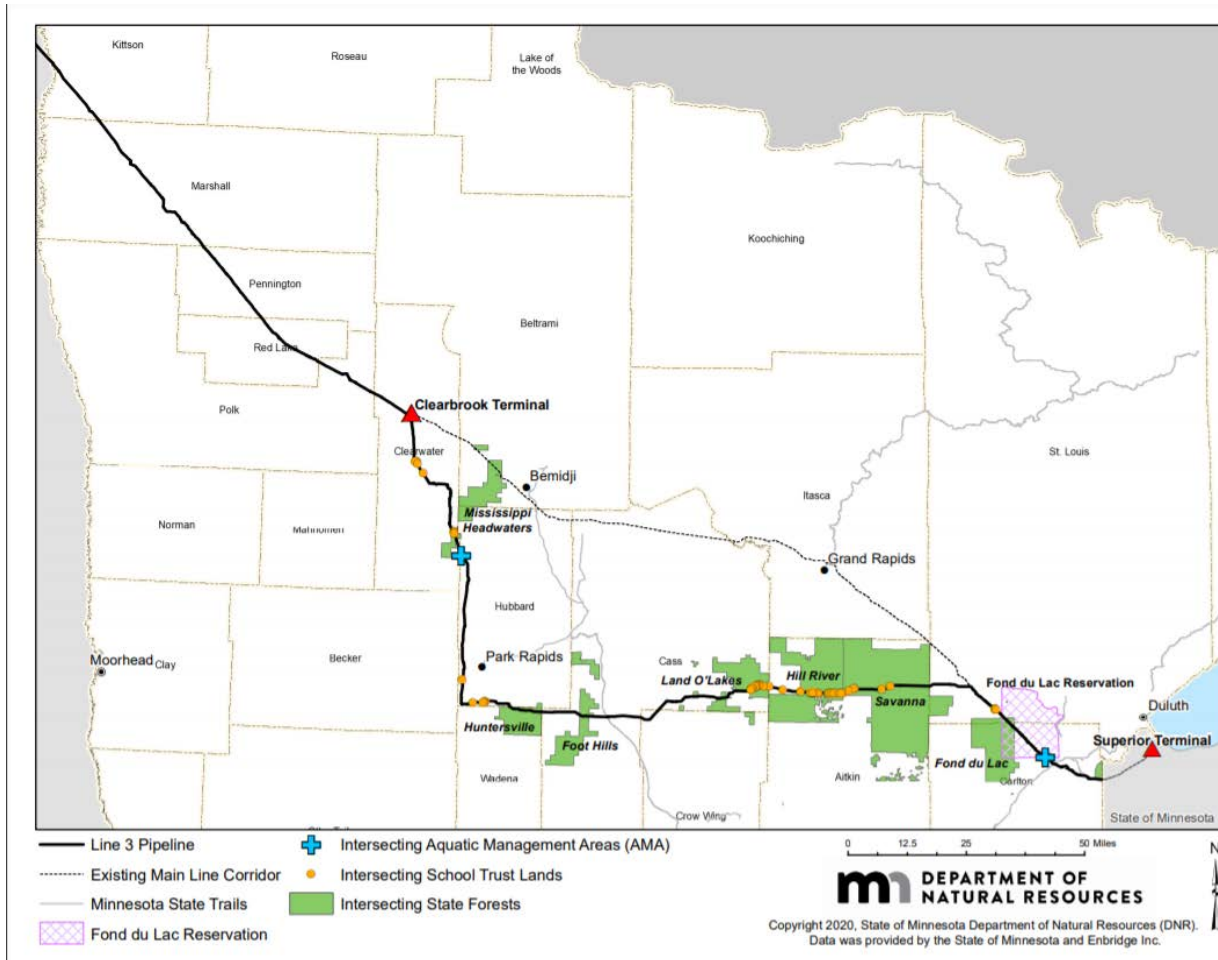 Kittson
Roseau
Lake of
the Woods
Marshall
Koochiching
Pennington
Beltrami
Red Lake
Clearbrook Terminal
Polk
Clearwater
St. Louis
Bemidji
Itasca
Mississippi
Headwaters
Norman
Mahnomen
Grand Rapids
Hubbard
Moorhead
Clay
Becker
Park Rapids
Cass
Land O'Lakes
Hill River
Fond du Lac Reservation
Savanna
Duluth
Huntersville
Foot Hills
Superior Terminal
Fond du Lac
Wadena
Aitkin
Carlton
Crow Wing
State of Minnesota
Line 3 Pipeline
Existing Main Line Corridor
Minnesota State Trails
Fond du Lac Reservation
Intersecting Aquatic Management Areas (AMA)
Intersecting School Trust Lands
Intersecting State Forests
0 12.5 25 50 Miles
N
DEPARTMENT OF
NATURAL RESOURCES
Copyright 2020, State of Minnesota Department of Natural Resources (DNR).
Data was provided by the State of Minnesota and Enbridge Inc.